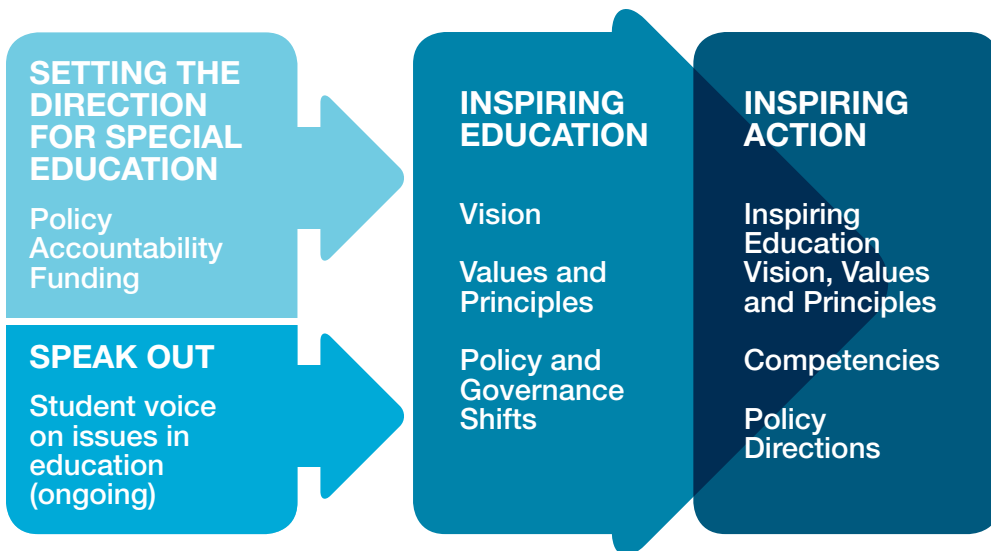 SETTING THE
DIRECTION
FOR SPECIAL
EDUCATION
Policy
Accountability
Funding
SPEAK OUT
Student voice
on issues in
education
(ongoing)
INSPIRING
EDUCATION
Vision
Values and
Principles
Policy and
Governance
Shifts
INSPIRING
ACTION
Inspiring
Education
Vision, Values
and Principles
Competencies
Policy
Directions